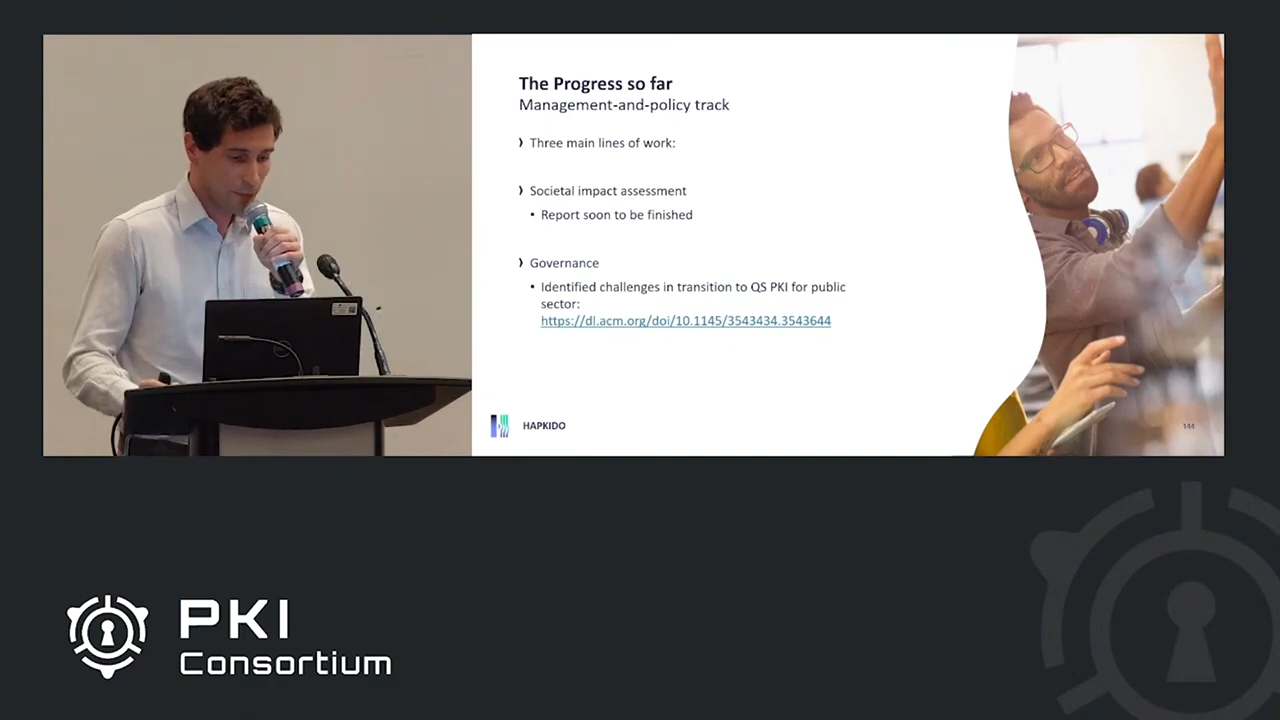 The Progress so far
Management-and-policy track
❯ Three main lines of work:
❯ Societal impact assessment
• Report soon to be finished
❯ Governance
• Identified challenges in transition to QS PKI for public
sector:
https://dl.acm.org/doi/10.1145/3543434.3543644
HAPKIDO
144
PKI
Consortium